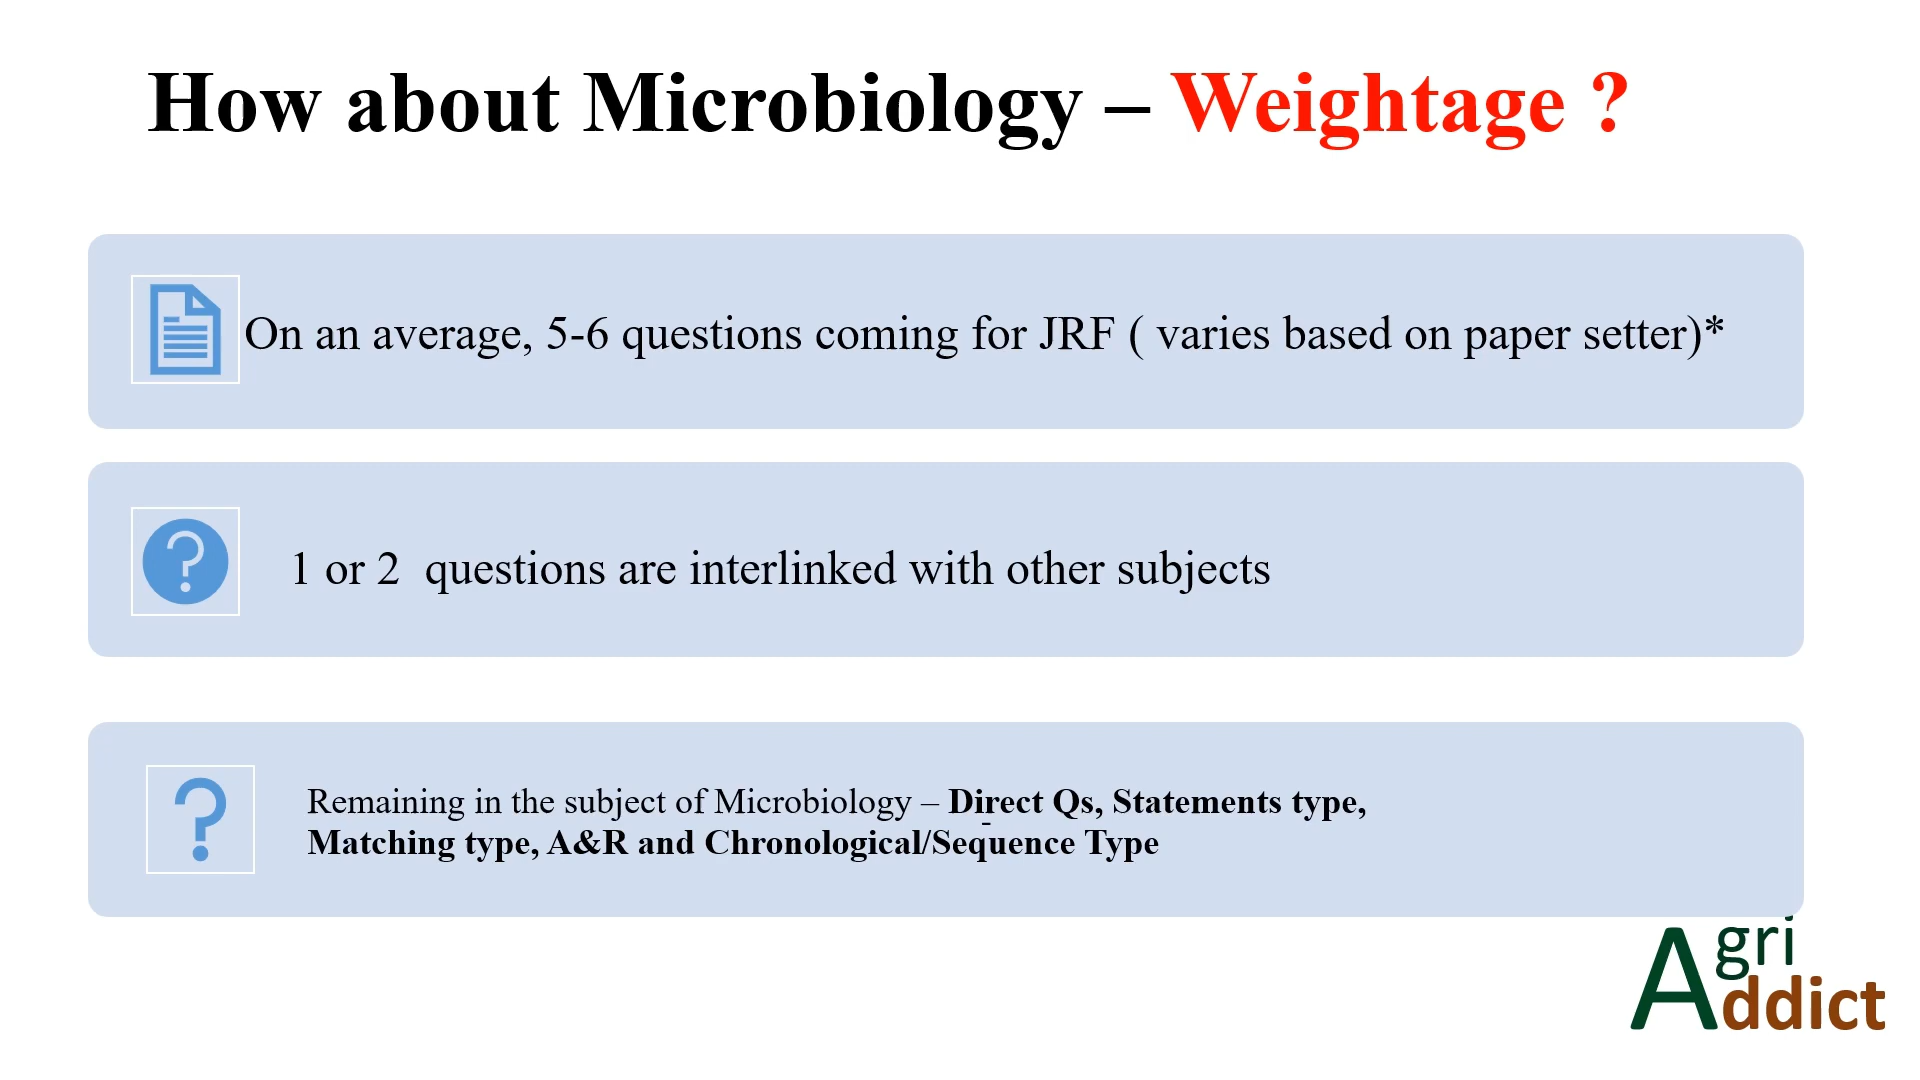 How about Microbiology – Weightage ?
On an average, 5-6 questions coming for JRF ( varies based on paper setter)*
1 or 2  questions are interlinked with other subjects
Remaining in the subject of Microbiology – Direct Qs, Statements type,
Matching type, A&R and Chronological/Sequence Type
Agri
Addict